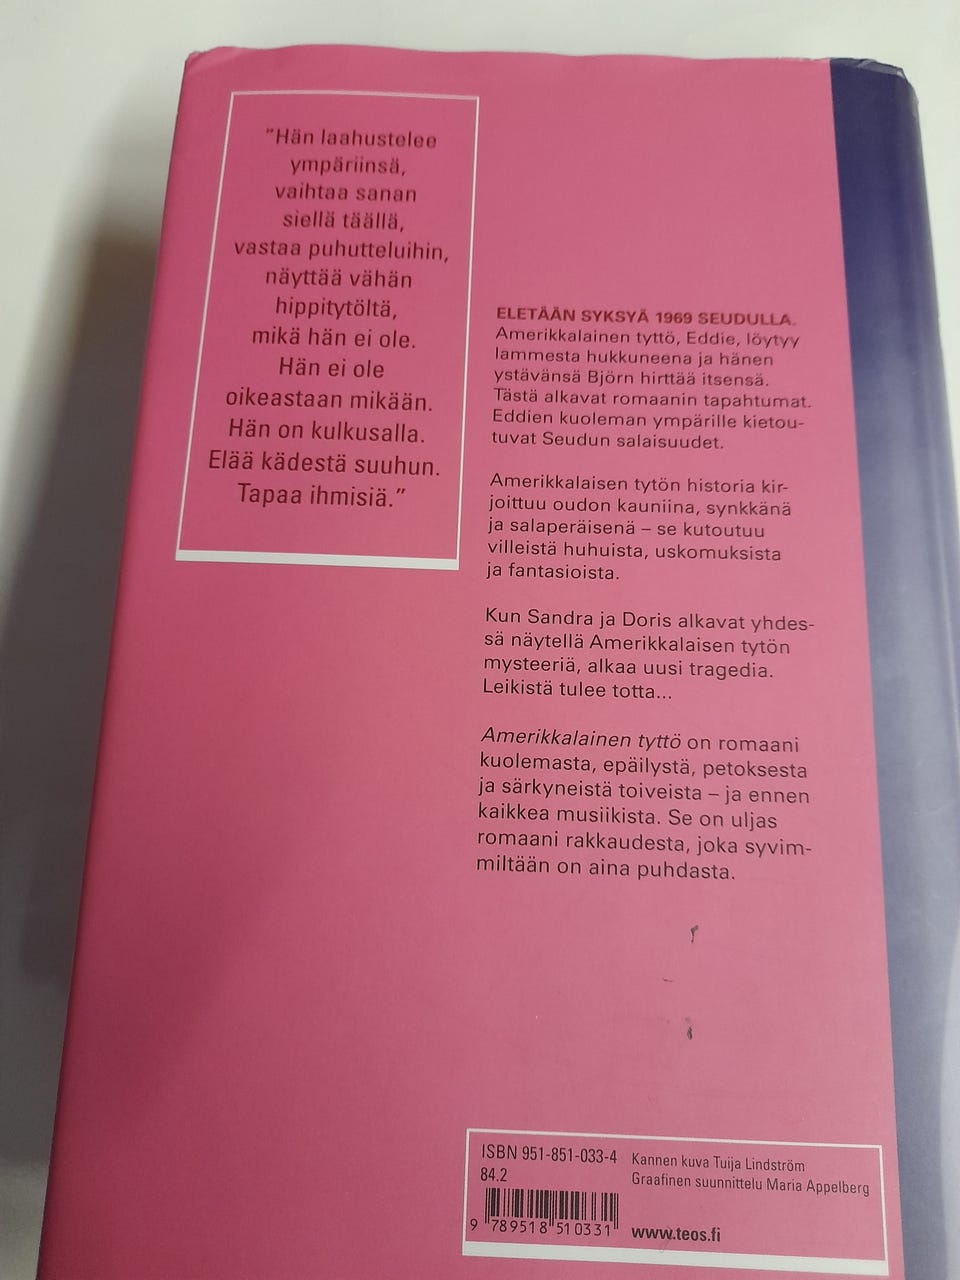 "Hän laahustelee
ympäriinsä,
vaihtaa sanan
siellä täällä,
vastaa puhutteluihin,
näyttää vähän
hippitytöltä,
mikä hän ei ole.
Hän ei ole
oikeastaan mikään.
Hän on kulkusalla.
Elää kädestä suuhun.
Tapaa ihmisiä."
ELETÄÄN SYKSYÄ 1969 SEUDULLA.
Amerikkalainen tyttö, Eddie, löytyy
lammesta hukkuneena ja hänen
ystävänsä Björn hirttää itsensä.
Tästä alkavat romaanin tapahtumat.
Eddien kuoleman ympärille kietou-
tuvat Seudun salaisuudet.
Amerikkalaisen tytön historia kir-
joittuu oudon kauniina, synkkänä
ja salaperäisenä – se kutoutuu
villeistä huhuista, uskomuksista
ja fantasioista.
Kun Sandra ja Doris alkavat yhdes-
sä näytellä Amerikkalaisen tytön
mysteeriä, alkaa uusi tragedia.
Leikistä tulee totta...
Amerikkalainen tyttö on romaani
kuolemasta, epäilystä, petoksesta
ja särkyneistä toiveista – ja ennen
kaikkea musiikista. Se on uljas
romaani rakkaudesta, joka syvim-
miltään on aina puhdasta.
ISBN 951-851-033-4
84.2
9 789518 510331
Kannen kuva Tuija Lindström
Graafinen suunnittelu Maria Appelberg
www.teos.fi